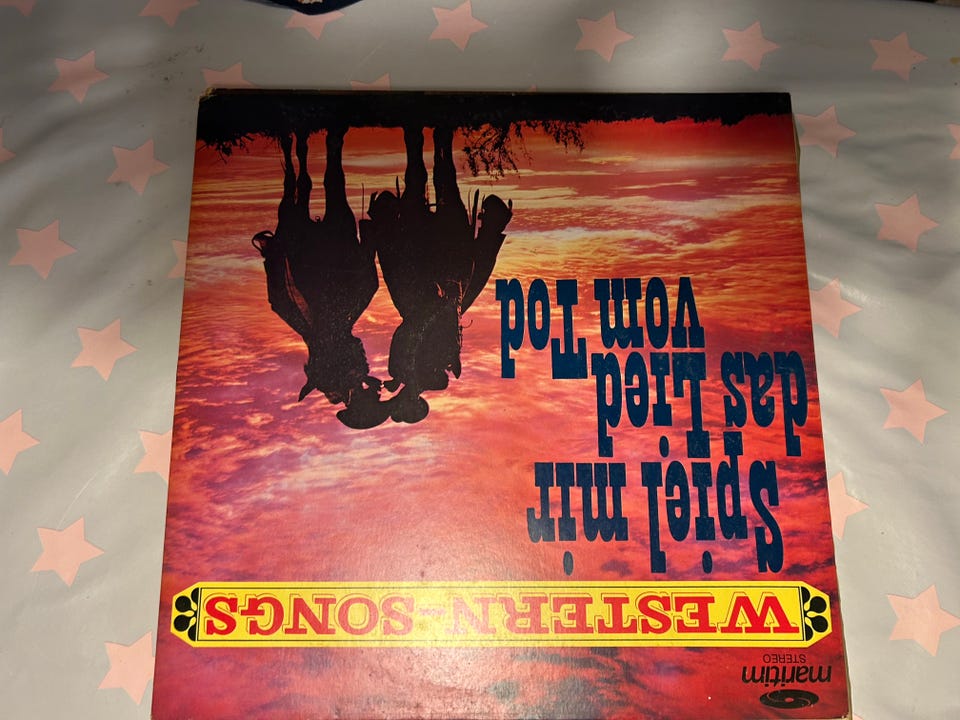 maritim
STEREO
WESTERN-SONGS
Spiel mir
das Lied
vom Tod